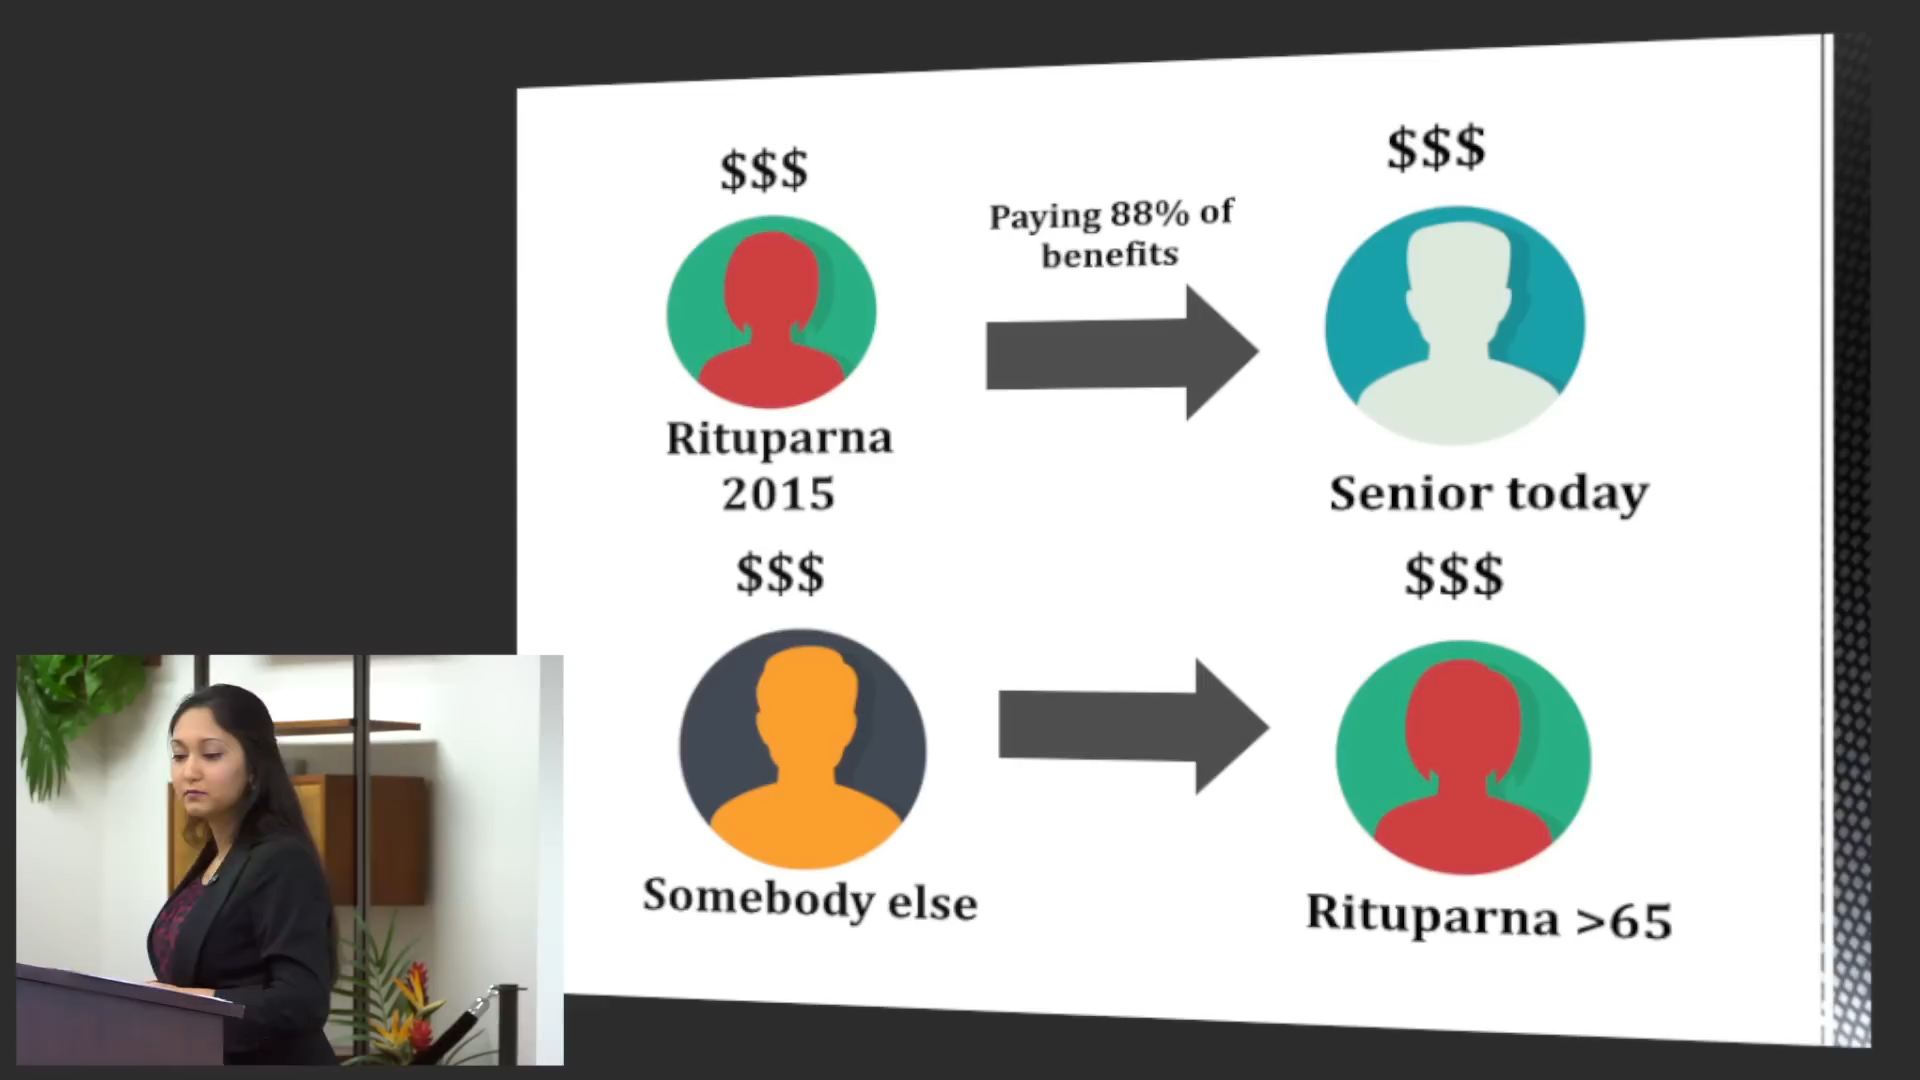 $$$
$$$
Paying 88% of
benefits
Rituparna
2015
Senior today
$$$
$$$
Somebody else
Rituparna >65